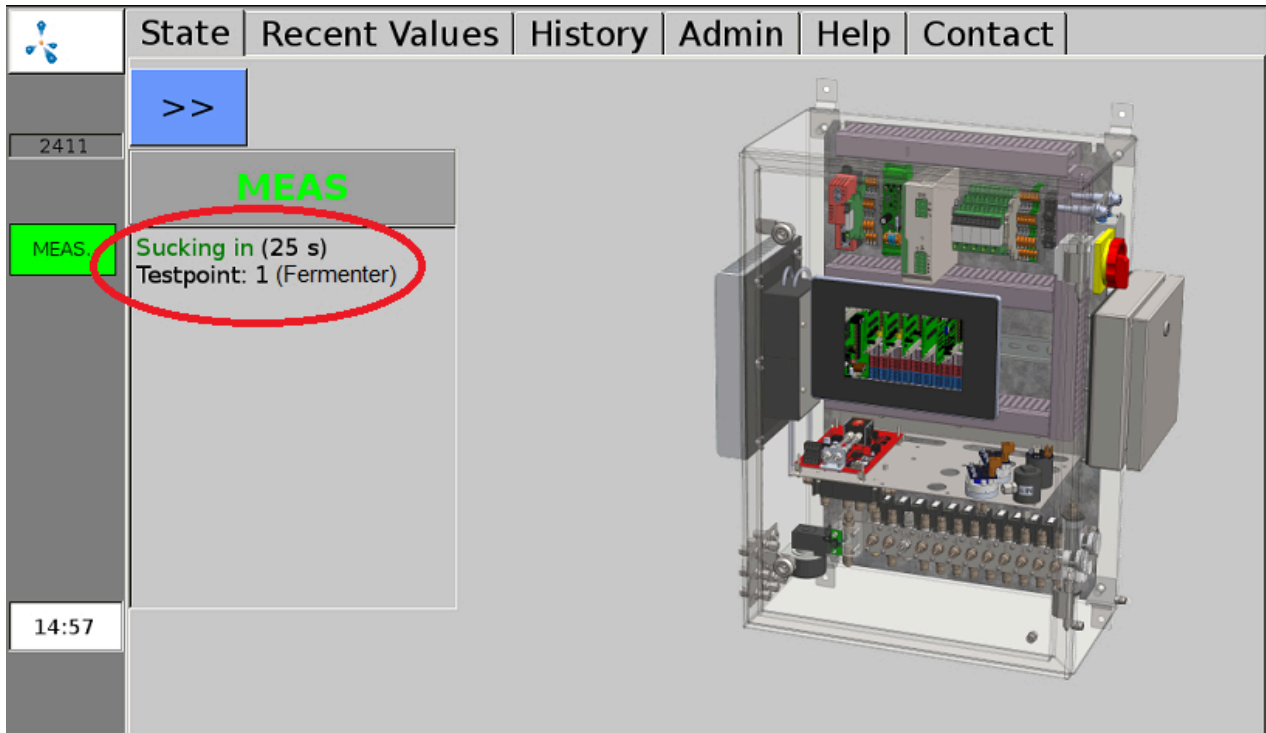 State Recent Values History Admin Help Contact
>>
2411
MEAS
MEAS.
Sucking in (25 s)
Testpoint: 1 (Fermenter)
14:57